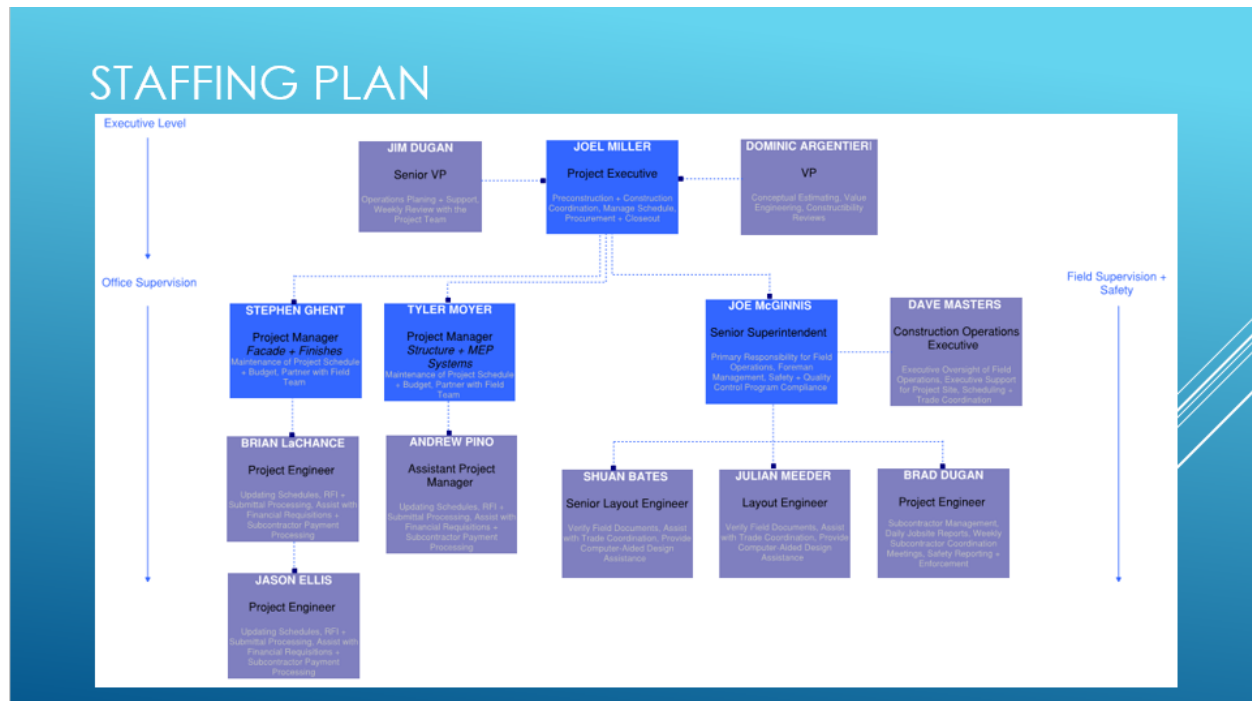 STAFFING PLAN
Executive Level
JIM DUGAN
Senior VP
Operations Planing + Support,
Weekly Review with the
Project Team
JOEL MILLER
Project Executive
Preconstruction + Construction
Coordination, Manage Schedule,
Procurement + Closeout
DOMINIC ARGENTIERI
VP
Conceptual Estimating, Value
Engineering, Constructibility
Reviews
Office Supervision
Field Supervision +
Safety
STEPHEN GHENT
Project Manager
Facade + Finishes
Maintenance of Project Schedule
+ Budget, Partner with Field
Team
TYLER MOYER
Project Manager
Structure + MEP
Systems
Maintenance of Project Schedule
+ Budget, Partner with Field
Team
JOE McGINNIS
Senior Superintendent
Primary Responsibility for Field
Operations, Foreman
Management, Safety + Quality
Control Program Compliance
DAVE MASTERS
Construction Operations
Executive
Executive Oversight of Field
Operations, Executive Support
for Project Site, Scheduling +
Trade Coordination
BRIAN LaCHANCE
Project Engineer
Updating Schedules, RFI +
Submittal Processing, Assist with
Financial Requisitions +
Subcontractor Payment
Processing
ANDREW PINO
Assistant Project
Manager
Updating Schedules, RFI +
Submittal Processing, Assist with
Financial Requisitions +
Subcontractor Payment
Processing
SHUAN BATES
Senior Layout Engineer
Verify Field Documents, Assist
with Trade Coordination, Provide
Computer-Aided Design
Assistance
JULIAN MEEDER
Layout Engineer
Verify Field Documents, Assist
with Trade Coordination, Provide
Computer-Aided Design
Assistance
BRAD DUGAN
Project Engineer
Subcontractor Management,
Daily Jobsite Reports, Weekly
Subcontractor Coordination
Meetings, Safety Reporting +
Enforcement
JASON ELLIS
Project Engineer
Updating Schedules, RFI +
Submittal Processing, Assist with
Financial Requisitions +
Subcontractor Payment
Processing